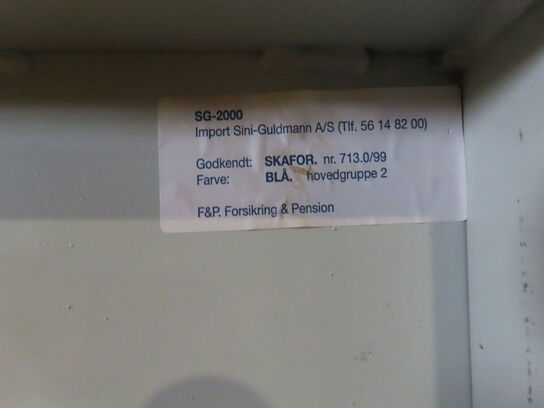 SG-2000
Import Sini-Guldmann A/S (Tlf. 56 14 82 00)
Godkendt: SKAFOR. nr. 713.0/99
Farve: BLÅ. hovedgruppe 2
F&P. Forsikring & Pension